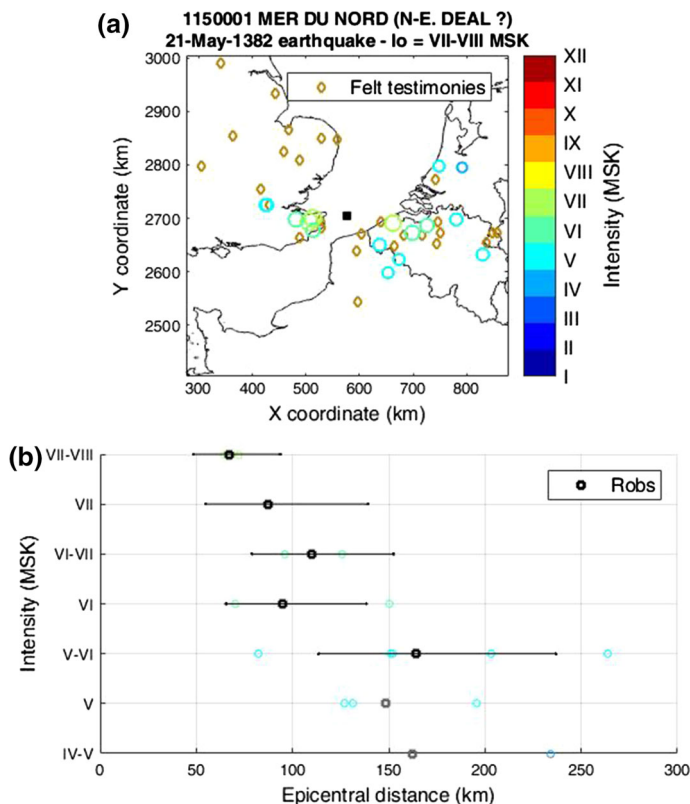 (a)
1150001 MER DU NORD (N-E. DEAL ?)
21-May-1382 earthquake - Io = VII-VIII MSK
Felt testimonies
3000
2900
2800
2700
2600
2500
Y coordinate (km)
300 400 500 600 700 800
X coordinate (km)
XII
XI
X
IX
VIII
VII
VI
V
IV
III
II
I
Intensity (MSK)
(b)
VII-VIII
VII
VI-VII
VI
V-VI
V
IV-V
Intensity (MSK)
Robs
0 50 100 150 200 250 300
Epicentral distance (km)